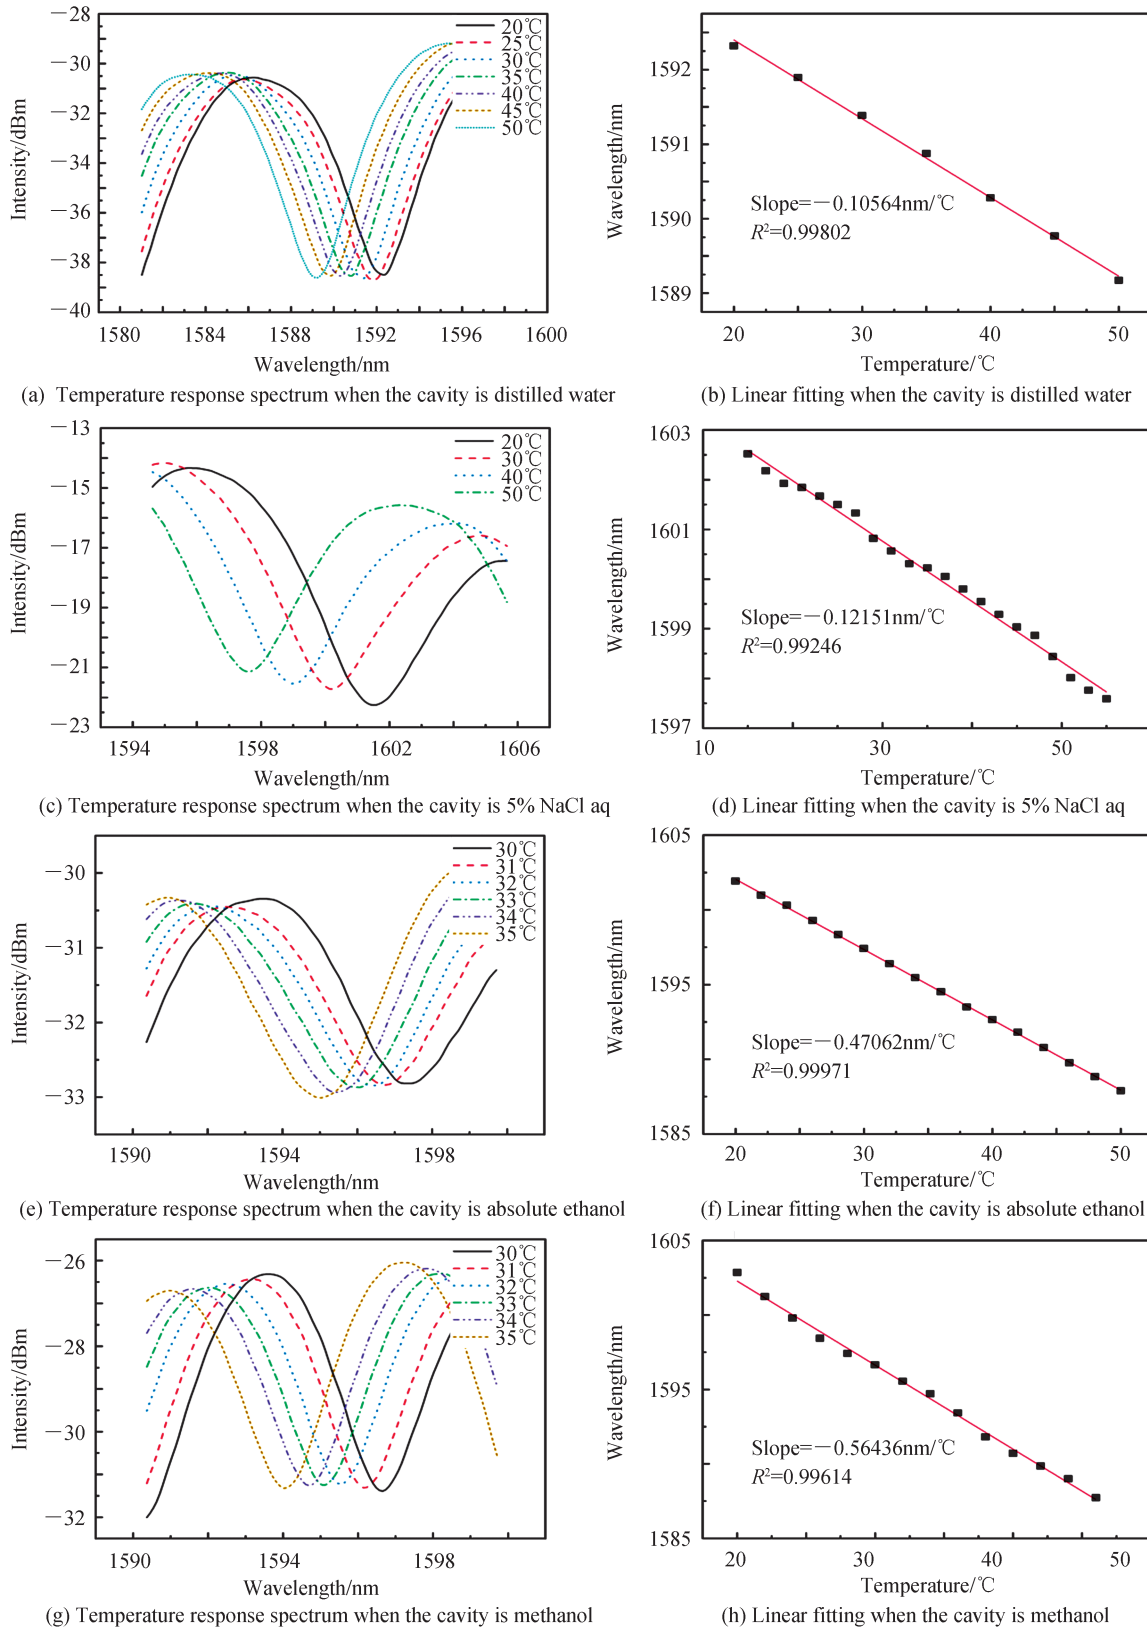 −28
−30
−32
−34
−36
−38
−40
Intensity/dBm
20℃
25℃
30℃
35℃
40℃
45℃
50℃
1580
1584
1588
1592
1596
1600
Wavelength/nm
(a) Temperature response spectrum when the cavity is distilled water
1592
1591
1590
1589
Wavelength/nm
Slope=−0.10564nm/℃
R²=0.99802
20
30
40
50
Temperature/℃
(b) Linear fitting when the cavity is distilled water
−13
−15
−17
−19
−21
−23
Intensity/dBm
20℃
30℃
40℃
50℃
1594
1598
1602
1606
Wavelength/nm
(c) Temperature response spectrum when the cavity is 5% NaCl aq
1603
1601
1599
1597
Wavelength/nm
Slope=−0.12151nm/℃
R²=0.99246
10
30
50
Temperature/℃
(d) Linear fitting when the cavity is 5% NaCl aq
−30
−31
−32
−33
Intensity/dBm
30℃
31℃
32℃
33℃
34℃
35℃
1590
1594
1598
Wavelength/nm
(e) Temperature response spectrum when the cavity is absolute ethanol
1605
1595
1585
Wavelength/nm
Slope=−0.47062nm/℃
R²=0.99971
20
30
40
50
Temperature/℃
(f) Linear fitting when the cavity is absolute ethanol
−26
−28
−30
−32
Intensity/dBm
30℃
31℃
32℃
33℃
34℃
35℃
1590
1594
1598
Wavelength/nm
(g) Temperature response spectrum when the cavity is methanol
1605
1595
1585
Wavelength/nm
Slope=−0.56436nm/℃
R²=0.99614
20
30
40
50
Temperature/℃
(h) Linear fitting when the cavity is methanol